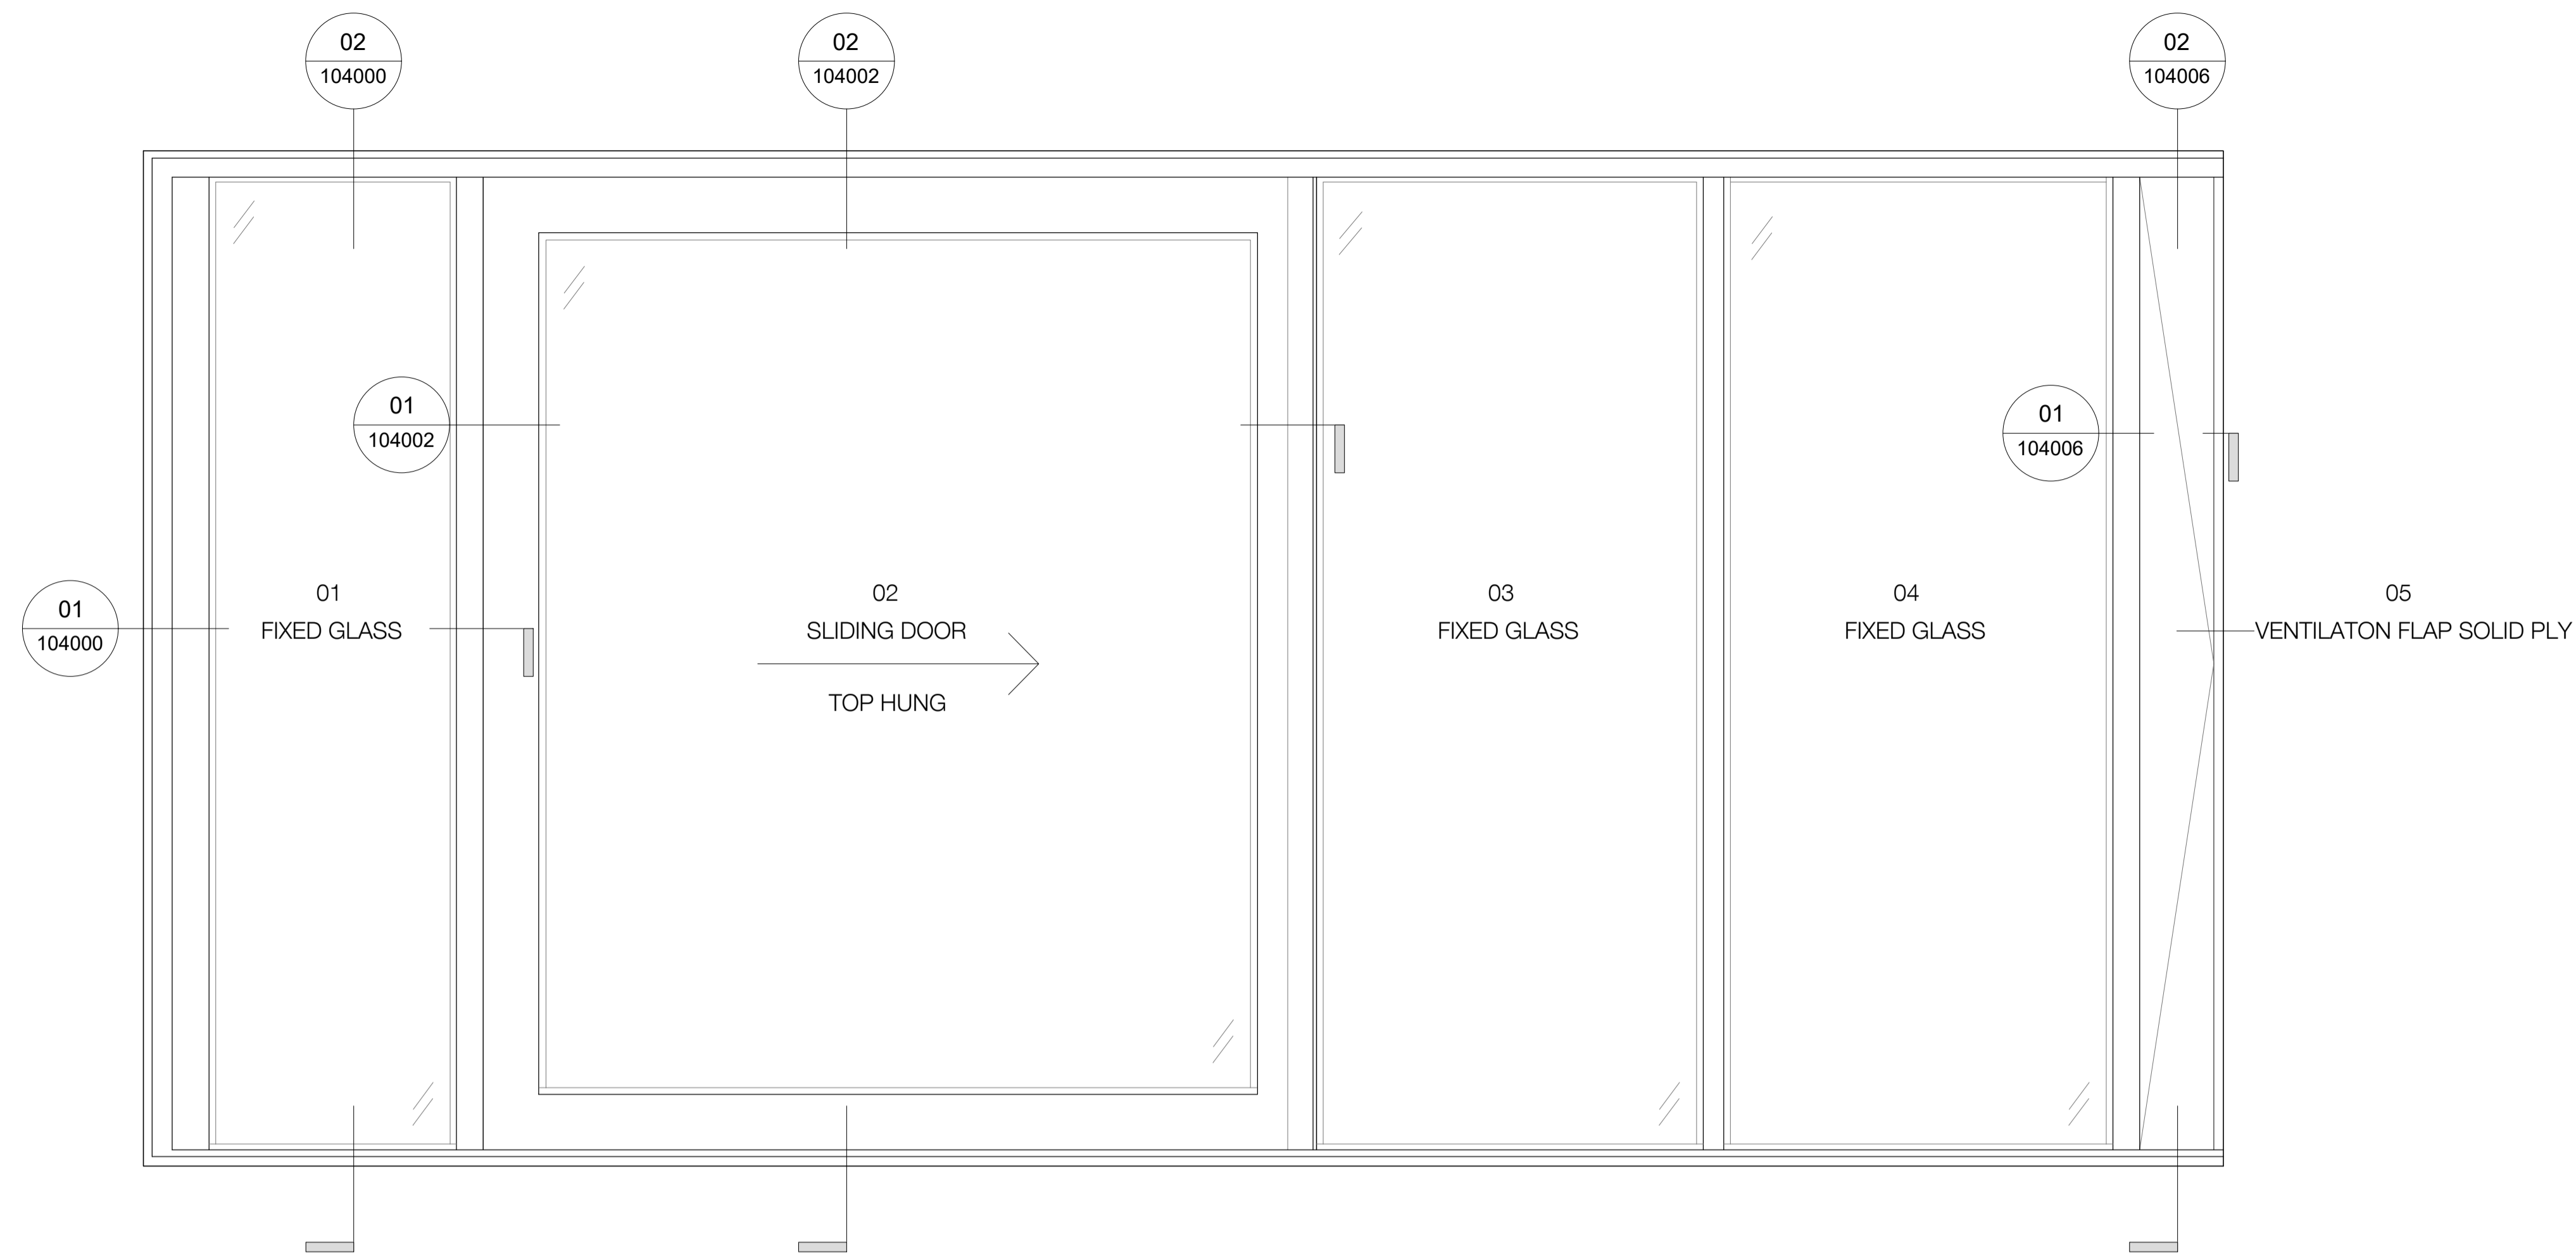 02
104000
02
104002
02
104006
01
104002
01
104006
01
104000
01
FIXED GLASS
02
SLIDING DOOR
TOP HUNG
03
FIXED GLASS
04
FIXED GLASS
05
VENTILATON FLAP SOLID PLY